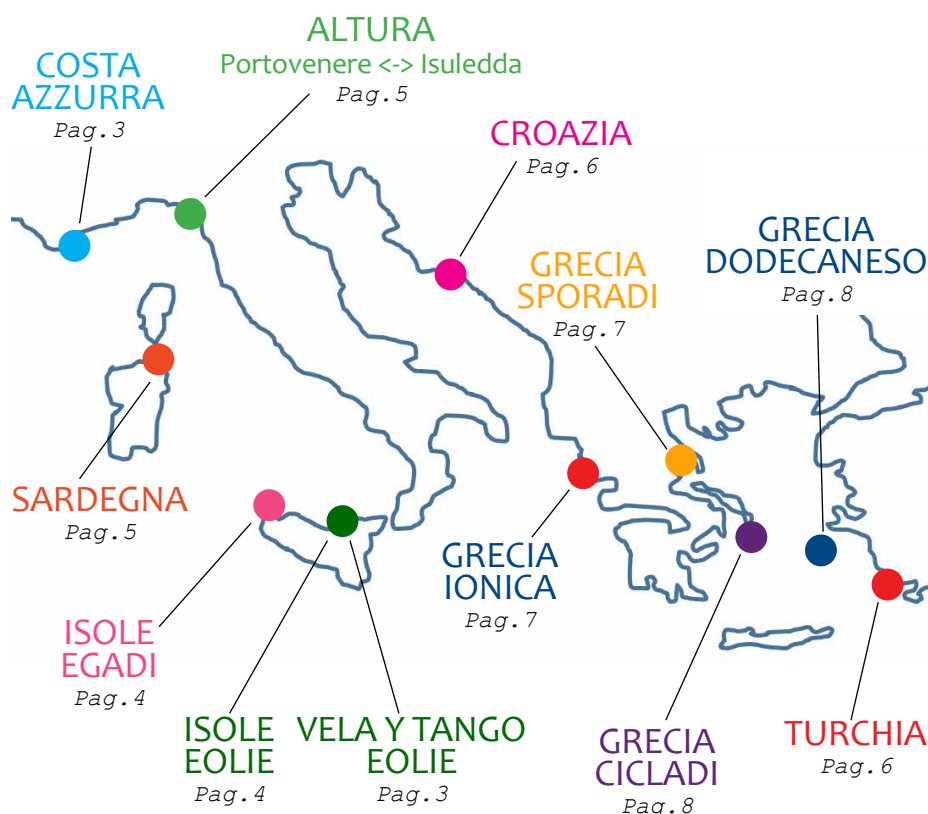 ALTURA
Portovenere <-> Isuledda
Pag.5
COSTA
AZZURRA
Pag.3
CROAZIA
Pag.6
GRECIA
SPORADI
Pag.7
GRECIA
DODECANESO
Pag.8
SARDEGNA
Pag.5
GRECIA
IONICA
Pag.7
ISOLE
EGADI
Pag.4
ISOLE
EOLIE
Pag.4
VELA Y TANGO
EOLIE
Pag.3
GRECIA
CICLADI
Pag.8
TURCHIA
Pag.6